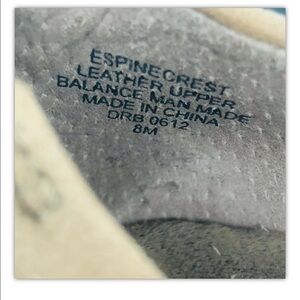 ESPINECREST
LEATHER UPPER
BALANCE MAN MADE
MADE IN CHINA
DRB 0612
8M